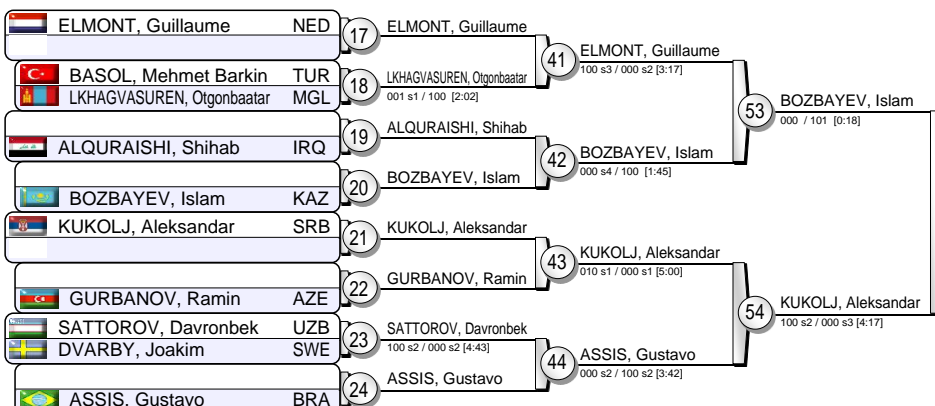 ELMONT, Guillaume NED
BASOL, Mehmet Barkin TUR
LKHAGVASUREN, Otgonbaatar MGL
ALQURAISHI, Shihab IRQ
BOZBAYEV, Islam KAZ
KUKOLJ, Aleksandar SRB
GURBANOV, Ramin AZE
SATTOROV, Davronbek UZB
DVARBY, Joakim SWE
ASSIS, Gustavo BRA
17
18
19
20
21
22
23
24
ELMONT, Guillaume
LKHAGVASUREN, Otgonbaatar
001 s1 / 100 [2:02]
ALQURAISHI, Shihab
BOZBAYEV, Islam
KUKOLJ, Aleksandar
GURBANOV, Ramin
SATTOROV, Davronbek
100 s2 / 000 s2 [4:43]
ASSIS, Gustavo
41
42
43
44
ELMONT, Guillaume
100 s3 / 000 s2 [3:17]
BOZBAYEV, Islam
000 s4 / 100 [1:45]
KUKOLJ, Aleksandar
010 s1 / 000 s1 [5:00]
ASSIS, Gustavo
000 s2 / 100 s2 [3:42]
53
54
BOZBAYEV, Islam
000 / 101 [0:18]
KUKOLJ, Aleksandar
100 s2 / 000 s3 [4:17]